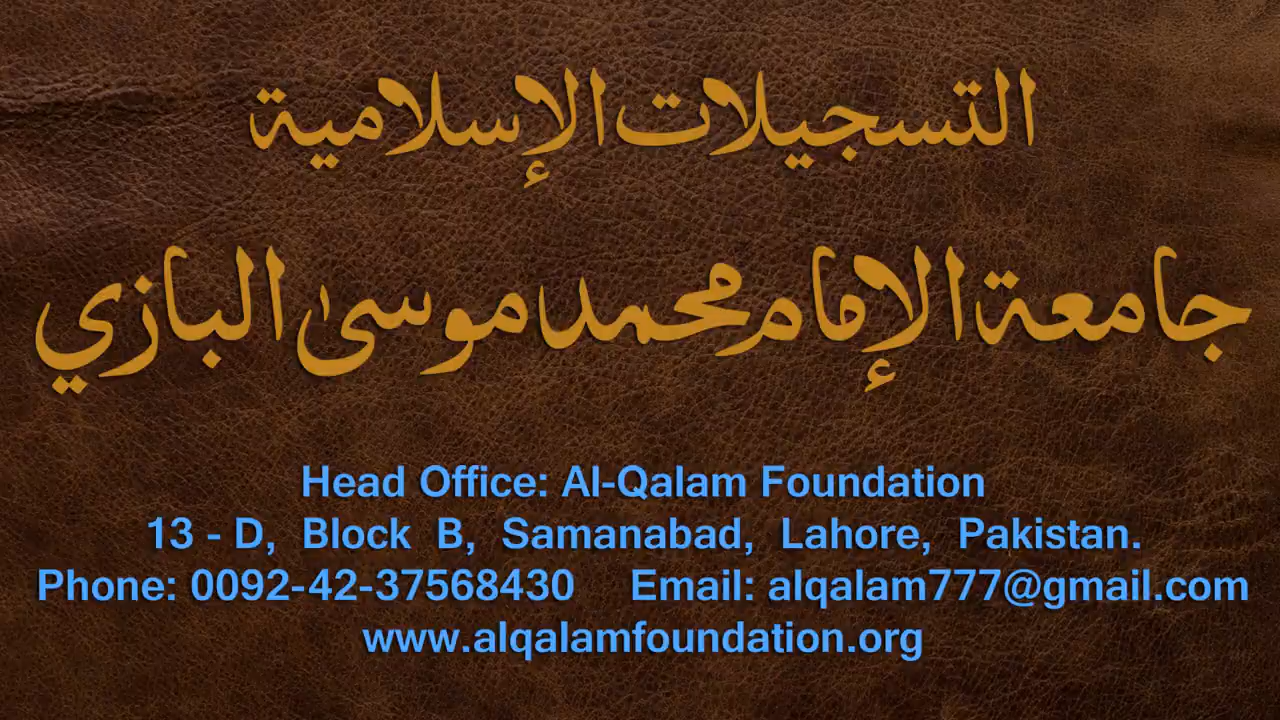 التسجيلات الإسلامية
جامعة الإمام محمد موسىٰ البازي
Head Office: Al-Qalam Foundation
13 - D, Block B, Samanabad, Lahore, Pakistan.
Phone: 0092-42-37568430 Email: alqalam777@gmail.com
www.alqalamfoundation.org